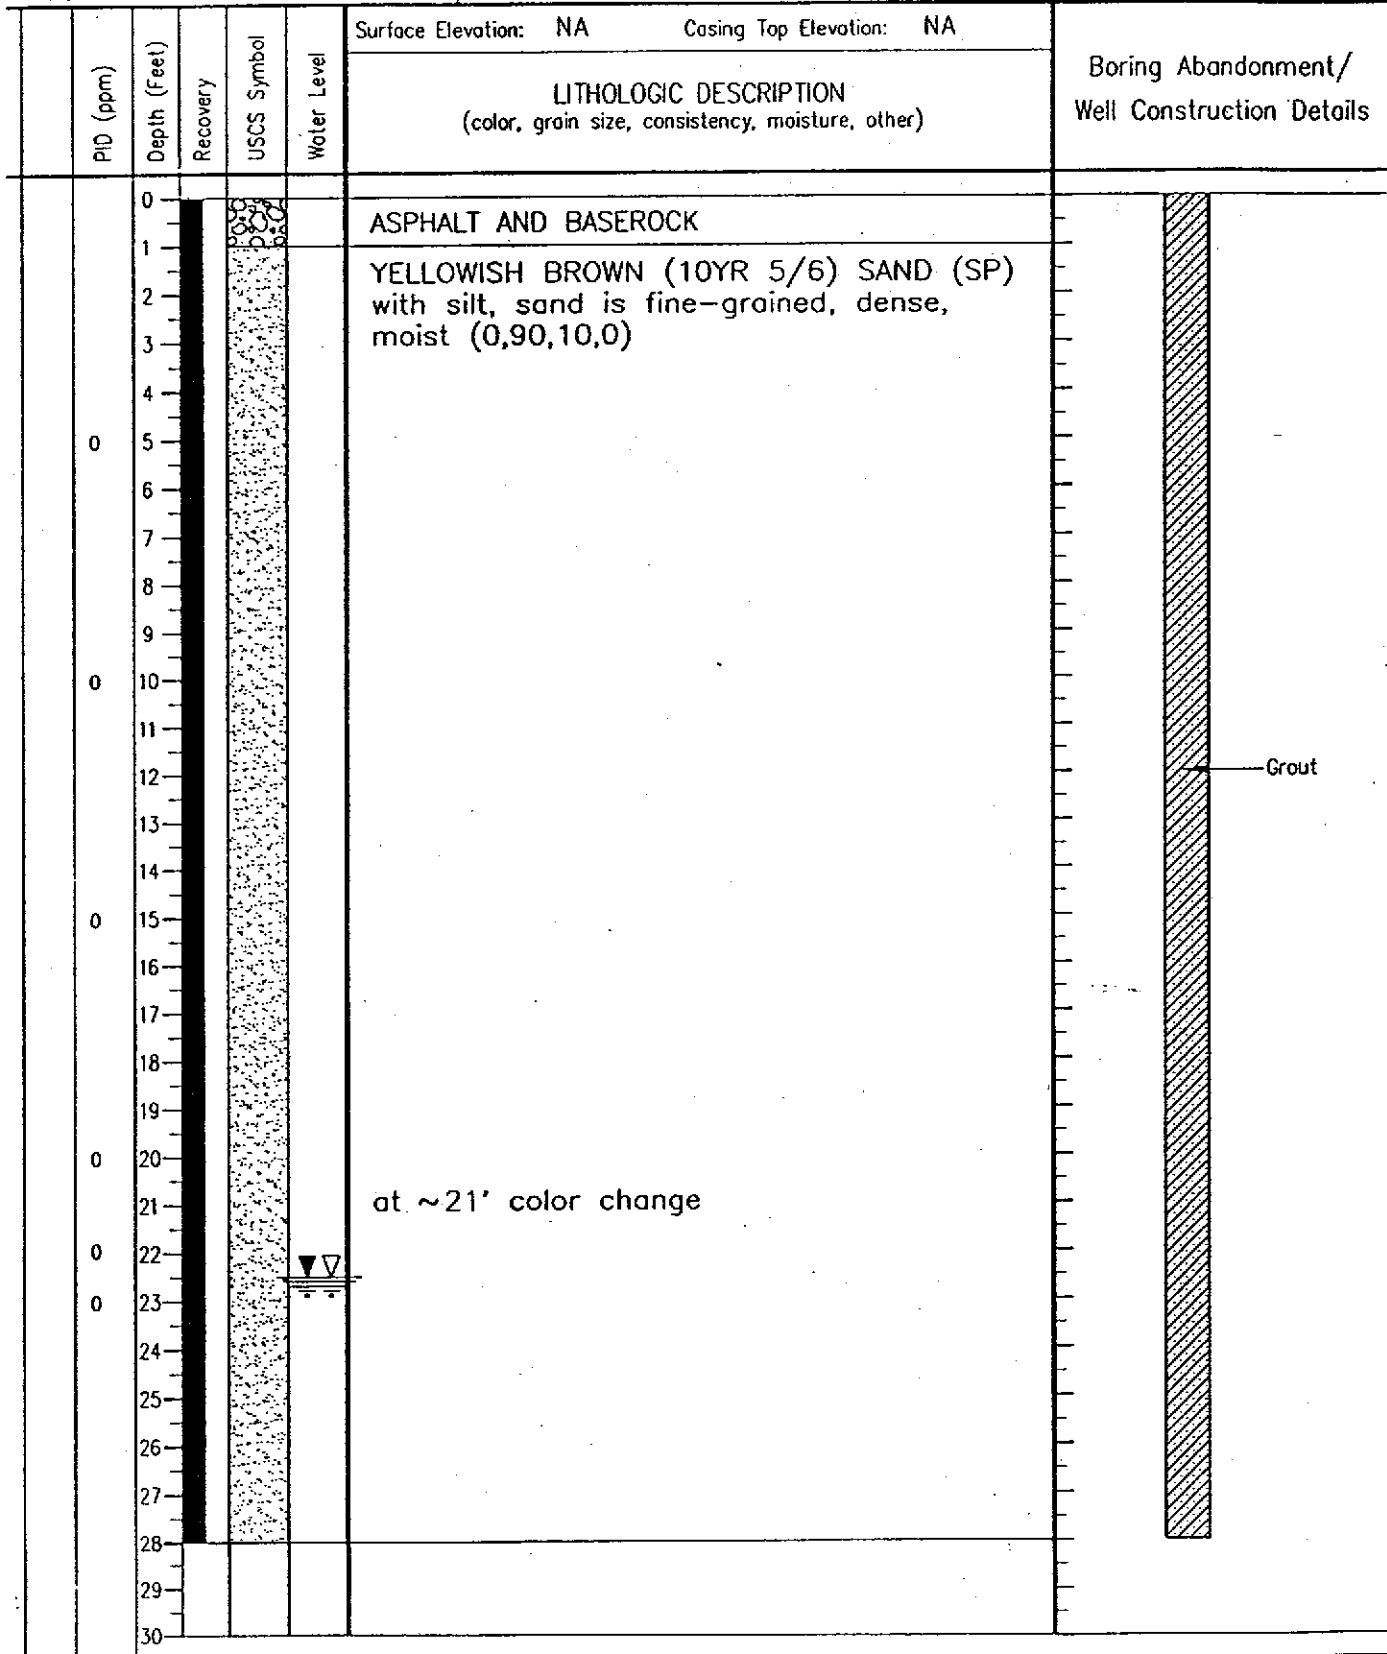 Surface Elevation: NA Casing Top Elevation: NA
PID (ppm)
Depth (Feet)
Recovery
USCS Symbol
Water Level
LITHOLOGIC DESCRIPTION
(color, grain size, consistency, moisture, other)
Boring Abandonment/
Well Construction Details
0
ASPHALT AND BASEROCK
1
YELLOWISH BROWN (10YR 5/6) SAND (SP)
2
with silt, sand is fine-grained, dense,
3
moist (0,90,10,0)
4
0 5
6
7
8
9
0 10
11
12
Grout
13
14
0 15
16
17
18
19
0 20
21
at ~21' color change
0 22
0 23
24
25
26
27
28
29
30